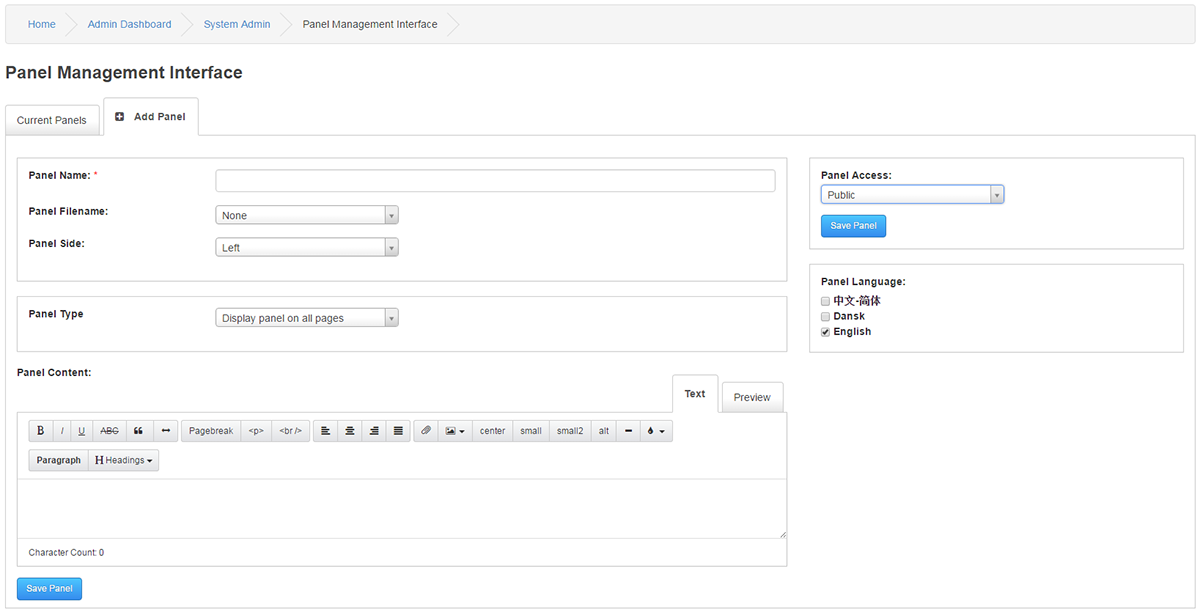 Home Admin Dashboard System Admin Panel Management Interface
Panel Management Interface
Current Panels Add Panel
Panel Name: *
Panel Filename: None
Panel Side: Left
Panel Type Display panel on all pages
Panel Access:
Public
Save Panel
Panel Language:
中文-简体
Dansk
English
Panel Content:
Text Preview
B I U ABC Pagebreak <p> <br /> center small small2 alt
Paragraph H Headings
Character Count: 0
Save Panel